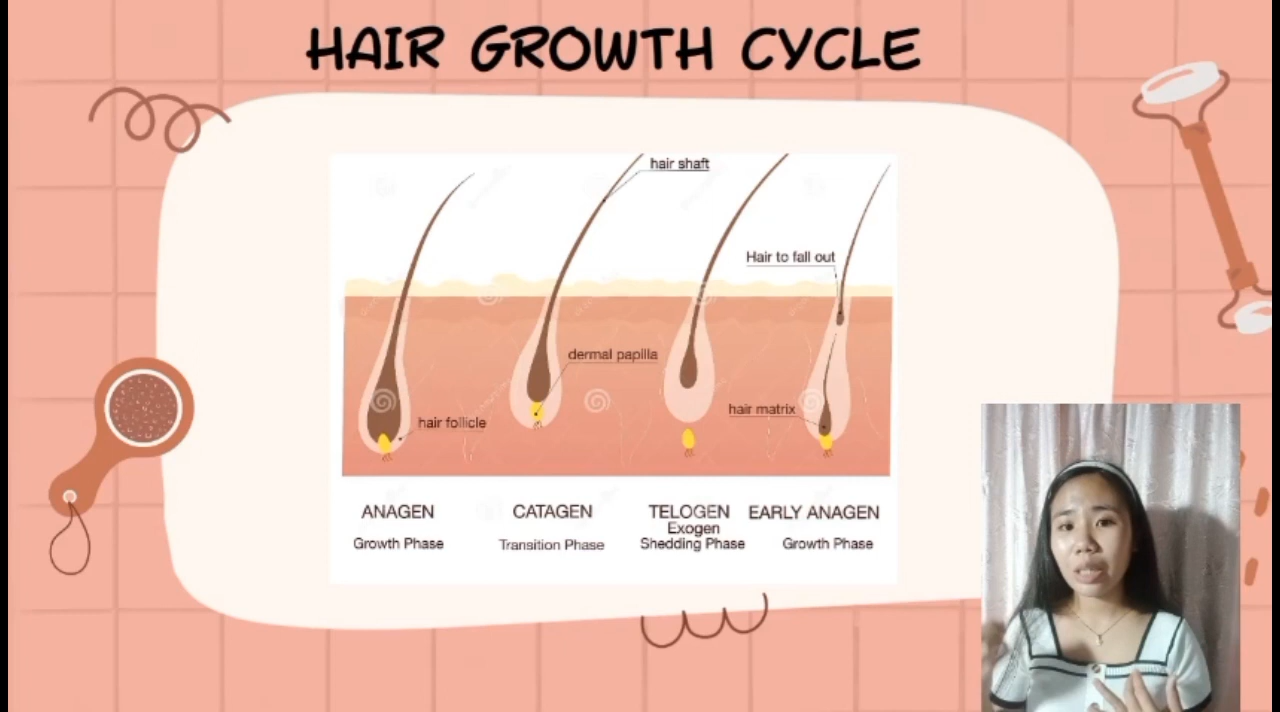 HAIR GROWTH CYCLE
hair shaft
Hair to fall out
dermal papilla
hair matrix
hair follicle
ANAGEN
Growth Phase
CATAGEN
Transition Phase
TELOGEN
Exogen
Shedding Phase
EARLY ANAGEN
Growth Phase